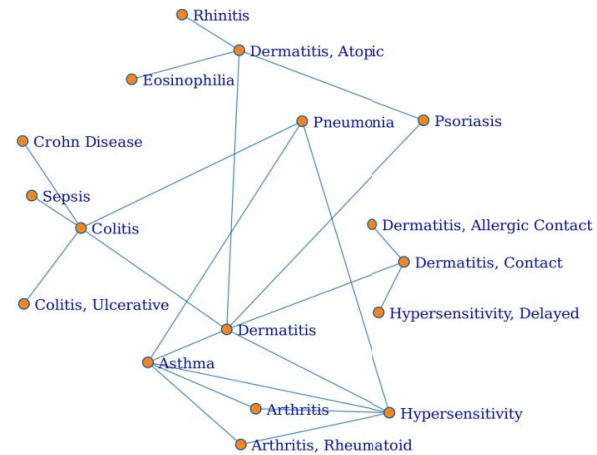 Rhinitis
Dermatitis, Atopic
Eosinophilia
Pneumonia
Psoriasis
Crohn Disease
Sepsis
Colitis
Dermatitis, Allergic Contact
Dermatitis, Contact
Colitis, Ulcerative
Hypersensitivity, Delayed
Dermatitis
Asthma
Arthritis
Hypersensitivity
Arthritis, Rheumatoid